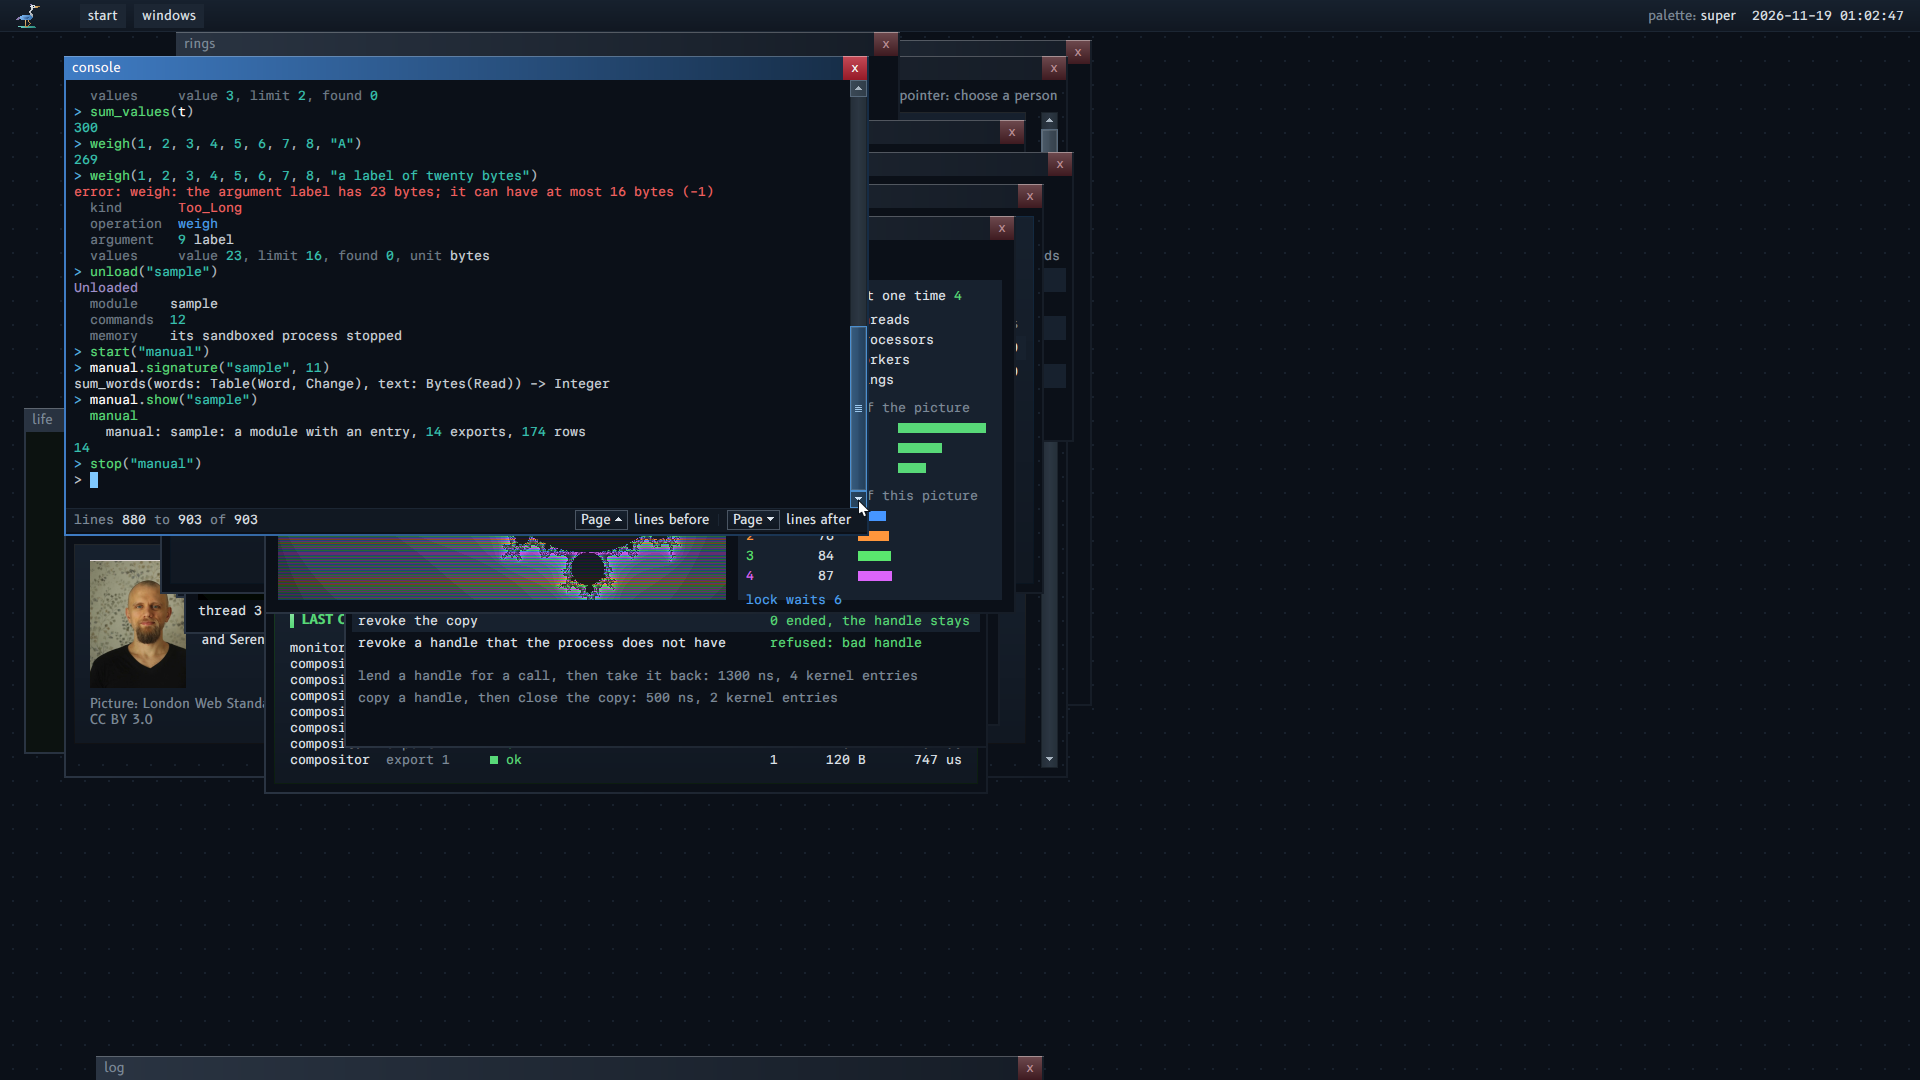 start windows palette: super 2026-11-19 01:02:47
rings x
x
console x
x
values value 3, limit 2, found 0
pointer: choose a person
> sum_values(t)
300
> weigh(1, 2, 3, 4, 5, 6, 7, 8, "A")
269
> weigh(1, 2, 3, 4, 5, 6, 7, 8, "a label of twenty bytes")
error: weigh: the argument label has 23 bytes; it can have at most 16 bytes (-1)
kind Too_Long
operation weigh
argument 9 label
values value 23, limit 16, found 0, unit bytes
> unload("sample")
Unloaded
module sample
commands 12
memory its sandboxed process stopped
> start("manual")
> manual.signature("sample", 11)
sum_words(words: Table(Word, Change), text: Bytes(Read)) -> Integer
> manual.show("sample")
manual
manual: sample: a module with an entry, 14 exports, 174 rows
14
> stop("manual")
>
lines 880 to 903 of 903 Page lines before Page lines after
x
x
x
x
ds
t one time 4
reads
ocessors
rkers
ngs
f the picture
f this picture
life
2 78
3 84
4 87
lock waits 6
thread 3
and Seren
Picture: London Web Standa
CC BY 3.0
LAST C
monitor
composi
composi
composi
composi
composi
composi
compositor export 1 ok 1 120 B 747 us
revoke the copy 0 ended, the handle stays
revoke a handle that the process does not have refused: bad handle
lend a handle for a call, then take it back: 1300 ns, 4 kernel entries
copy a handle, then close the copy: 500 ns, 2 kernel entries
log x